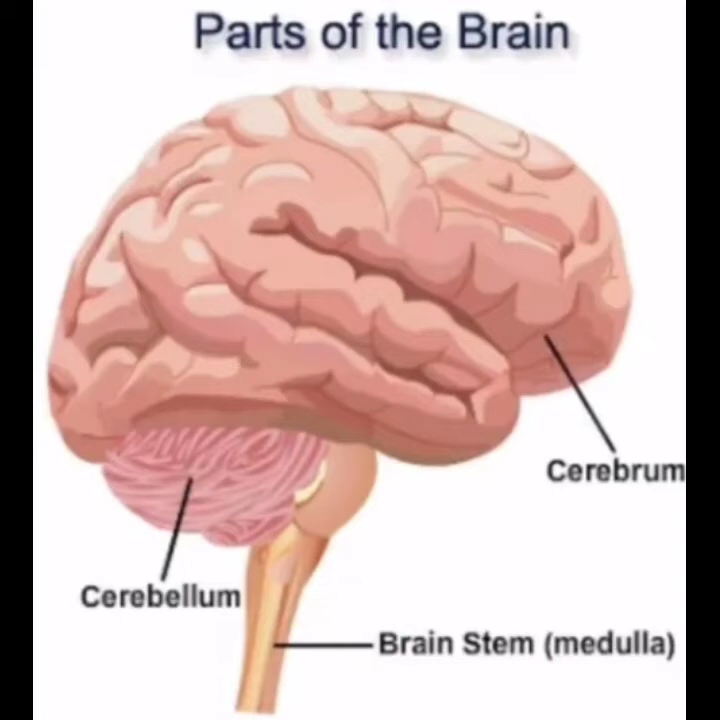 Parts of the Brain
Cerebrum
Cerebellum
Brain Stem (medulla)